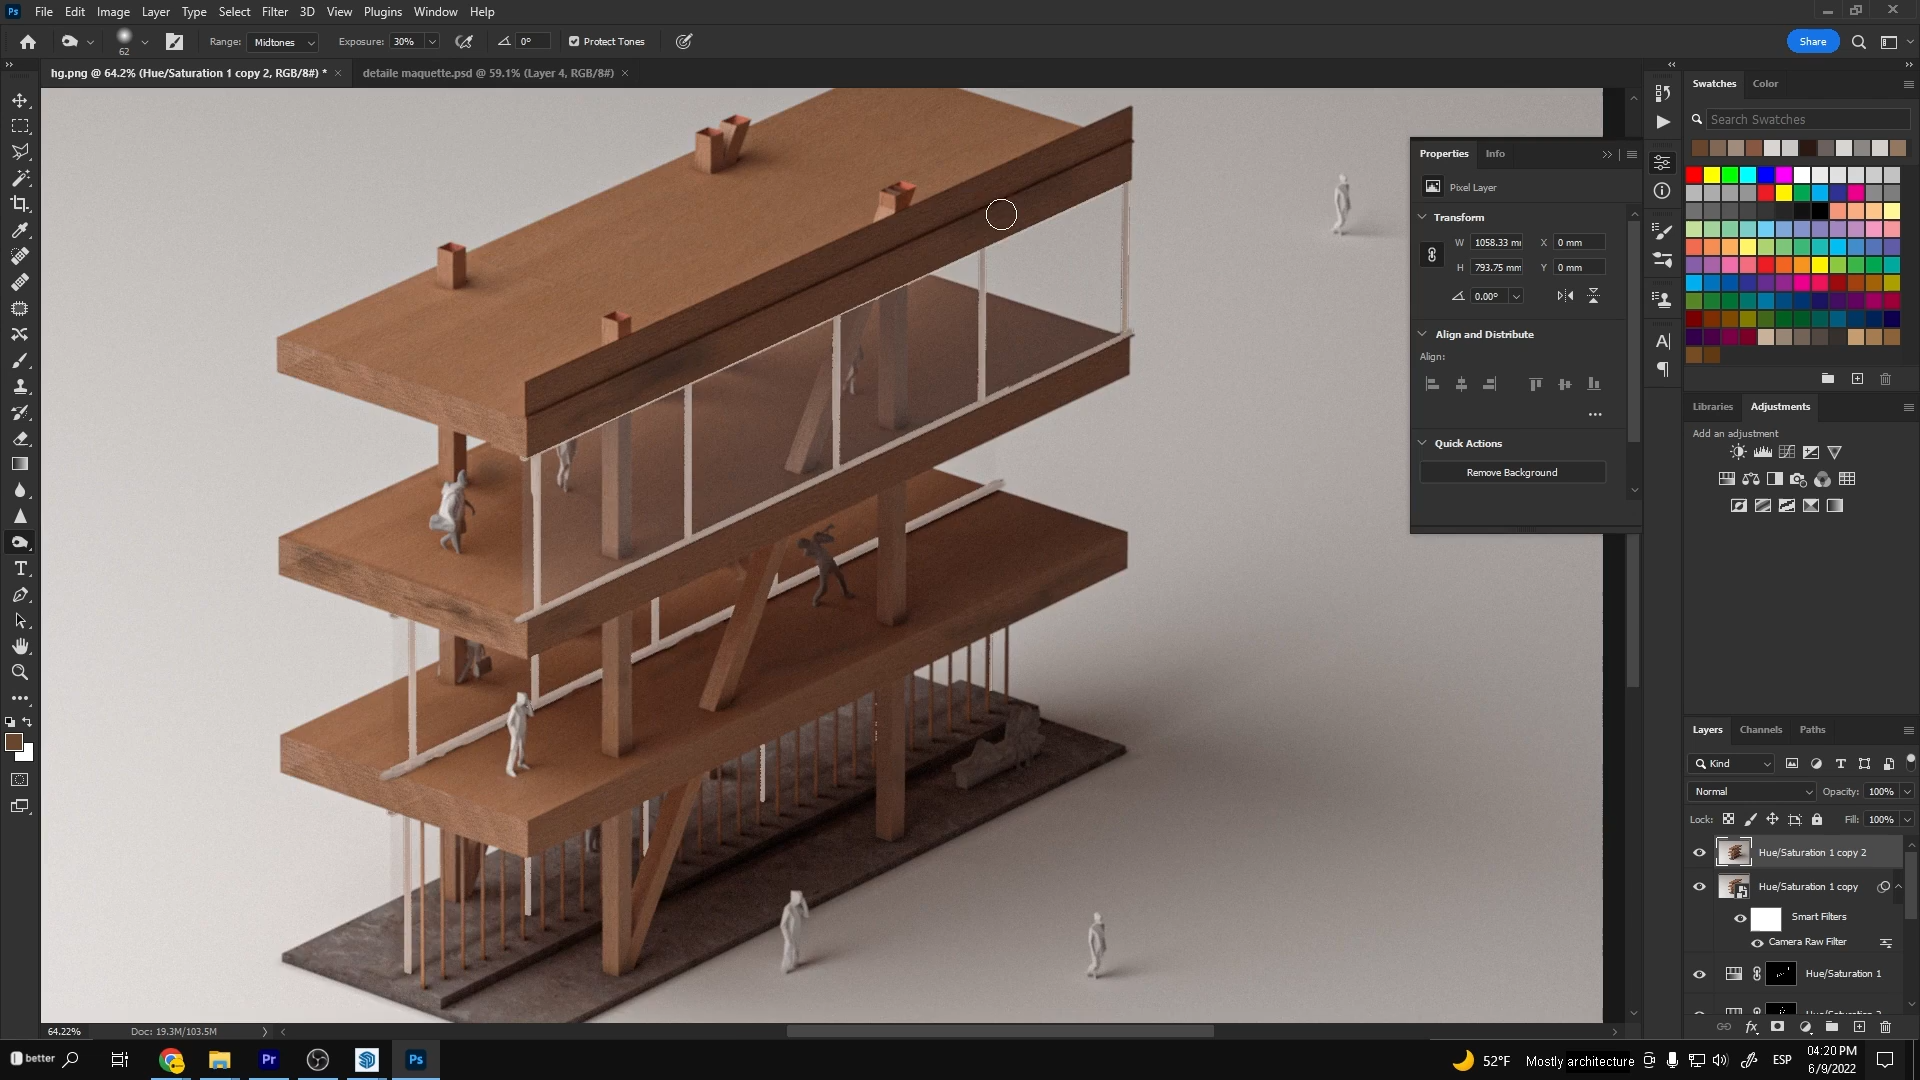 Ps File Edit Image Layer Type Select Filter 3D View Plugins Window Help
62 Range: Midtones Exposure: 30% 0° Protect Tones Share
hg.png @ 64.2% (Hue/Saturation 1 copy 2, RGB/8#) * × detaile maquette.psd @ 59.1% (Layer 4, RGB/8#) ×
Swatches Color
Search Swatches
Properties Info
Pixel Layer
Transform
W 1058.33 mm X 0 mm
H 793.75 mm Y 0 mm
0.00°
Align and Distribute
Align:
Quick Actions
Remove Background
Libraries Adjustments
Add an adjustment
Layers Channels Paths
Kind
Normal Opacity: 100%
Lock: Fill: 100%
Hue/Saturation 1 copy 2
Hue/Saturation 1 copy
Smart Filters
Camera Raw Filter
Hue/Saturation 1
64.22% Doc: 19.3M/103.5M
better Pr Ps 52°F Mostly architecture ESP 04:20 PM
6/9/2022